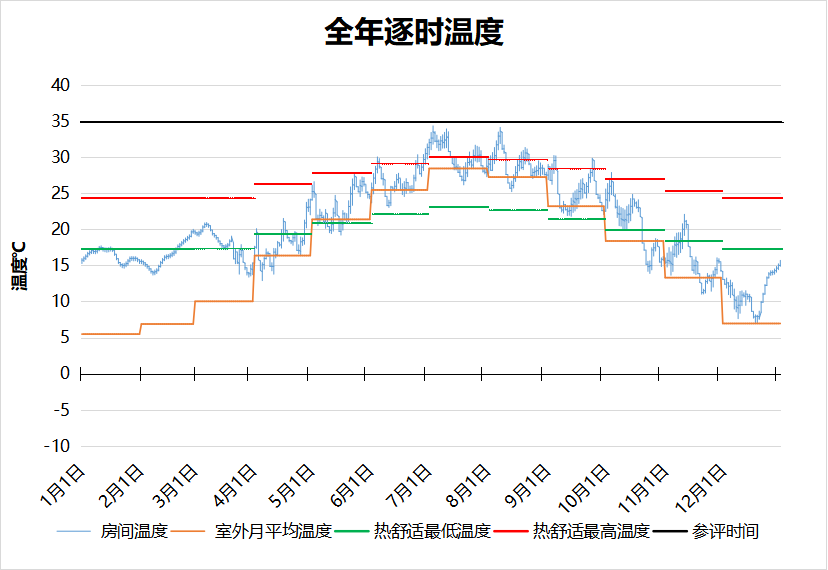 全年逐时温度
40
35
30
25
20
15
10
5
0
-5
-10
温度℃
1月1日
2月1日
3月1日
4月1日
5月1日
6月1日
7月1日
8月1日
9月1日
10月1日
11月1日
12月1日
房间温度 室外月平均温度 热舒适最低温度 热舒适最高温度 参评时间